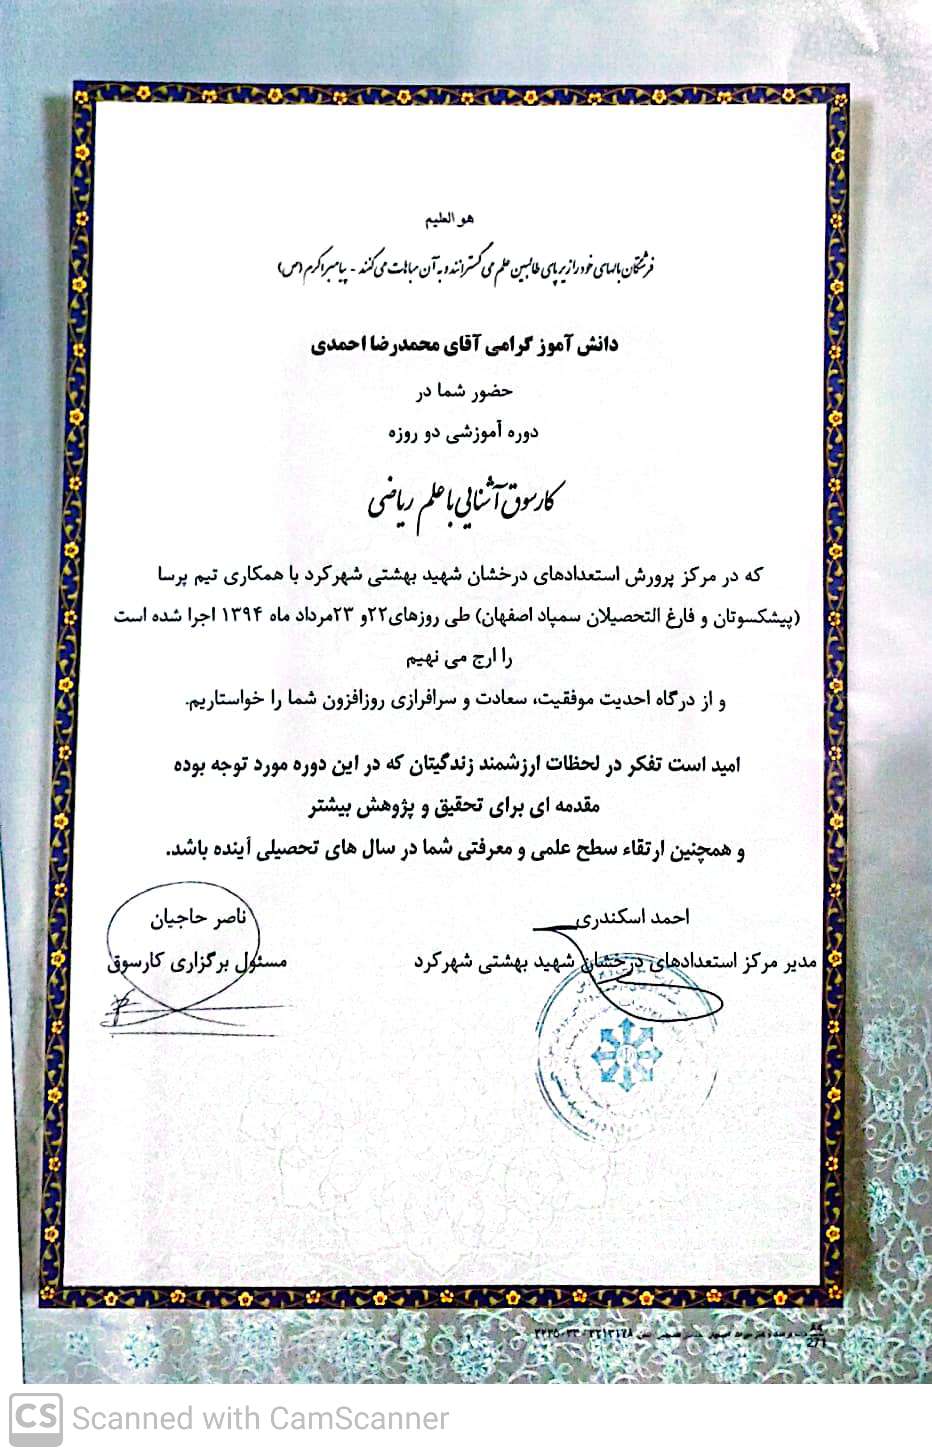 هو العلیم
فرشتگان بالهای خود را زیر پای طالبین علم می گسترانند و به آن مباهات می کنند - پیامبر اکرم (ص)
دانش آموز گرامی آقای محمدرضا احمدی
حضور شما در
دوره آموزشی دو روزه
کارسوق آشنایی با علم ریاضی
که در مرکز پرورش استعدادهای درخشان شهید بهشتی شهرکرد با همکاری تیم پرسا
(پیشکسوتان و فارغ التحصیلان سمپاد اصفهان) طی روزهای۲۲و ۲۳مرداد ماه ۱۳۹۴ اجرا شده است
را ارج می نهیم
و از درگاه احدیت موفقیت، سعادت و سرافرازی روزافزون شما را خواستاریم.
امید است تفکر در لحظات ارزشمند زندگیتان که در این دوره مورد توجه بوده
مقدمه ای برای تحقیق و پژوهش بیشتر
و همچنین ارتقاء سطح علمی و معرفتی شما در سال های تحصیلی آینده باشد.
احمد اسکندری
مدیر مرکز استعدادهای درخشان شهید بهشتی شهرکرد
ناصر حاجیان
مسئول برگزاری کارسوق
271
CS Scanned with CamScanner